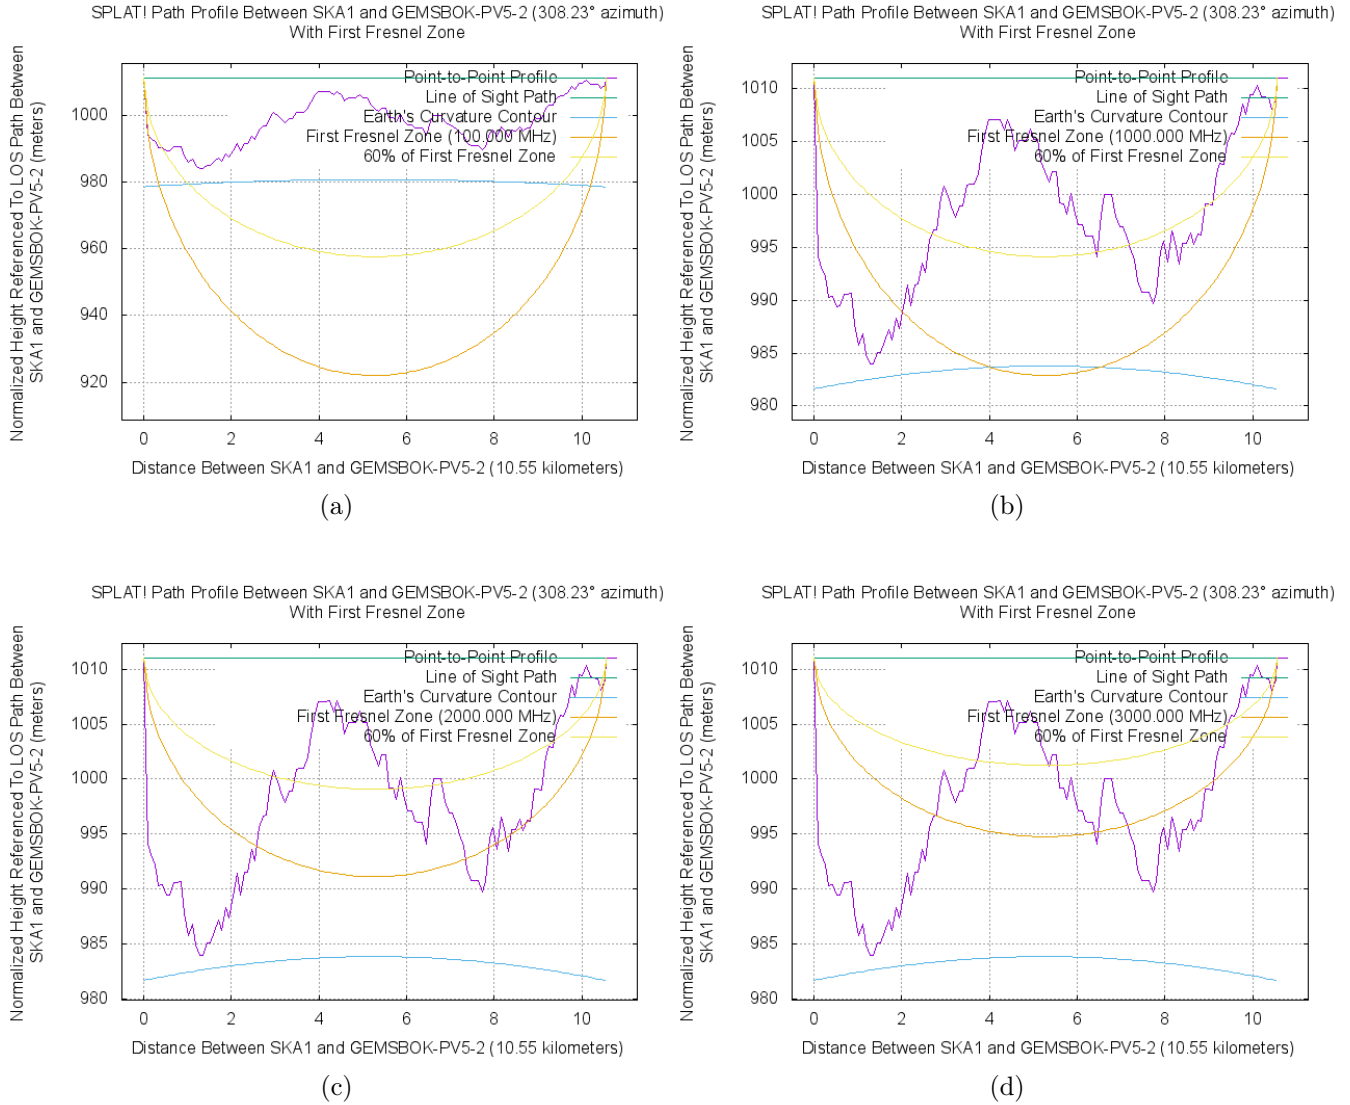 SPLAT! Path Profile Between SKA1 and GEMSBOK-PV5-2 (308.23° azimuth)
With First Fresnel Zone
Normalized Height Referenced To LOS Path Between
SKA1 and GEMSBOK-PV5-2 (meters)
Point-to-Point Profile
Line of Sight Path
Earth's Curvature Contour
First Fresnel Zone (100.000 MHz)
60% of First Fresnel Zone
1000
980
960
940
920
0 2 4 6 8 10
Distance Between SKA1 and GEMSBOK-PV5-2 (10.55 kilometers)
(a)
SPLAT! Path Profile Between SKA1 and GEMSBOK-PV5-2 (308.23° azimuth)
With First Fresnel Zone
Normalized Height Referenced To LOS Path Between
SKA1 and GEMSBOK-PV5-2 (meters)
Point-to-Point Profile
Line of Sight Path
Earth's Curvature Contour
First Fresnel Zone (1000.000 MHz)
60% of First Fresnel Zone
1010
1005
1000
995
990
985
980
0 2 4 6 8 10
Distance Between SKA1 and GEMSBOK-PV5-2 (10.55 kilometers)
(b)
SPLAT! Path Profile Between SKA1 and GEMSBOK-PV5-2 (308.23° azimuth)
With First Fresnel Zone
Normalized Height Referenced To LOS Path Between
SKA1 and GEMSBOK-PV5-2 (meters)
Point-to-Point Profile
Line of Sight Path
Earth's Curvature Contour
First Fresnel Zone (2000.000 MHz)
60% of First Fresnel Zone
1010
1005
1000
995
990
985
980
0 2 4 6 8 10
Distance Between SKA1 and GEMSBOK-PV5-2 (10.55 kilometers)
(c)
SPLAT! Path Profile Between SKA1 and GEMSBOK-PV5-2 (308.23° azimuth)
With First Fresnel Zone
Normalized Height Referenced To LOS Path Between
SKA1 and GEMSBOK-PV5-2 (meters)
Point-to-Point Profile
Line of Sight Path
Earth's Curvature Contour
First Fresnel Zone (3000.000 MHz)
60% of First Fresnel Zone
1010
1005
1000
995
990
985
980
0 2 4 6 8 10
Distance Between SKA1 and GEMSBOK-PV5-2 (10.55 kilometers)
(d)